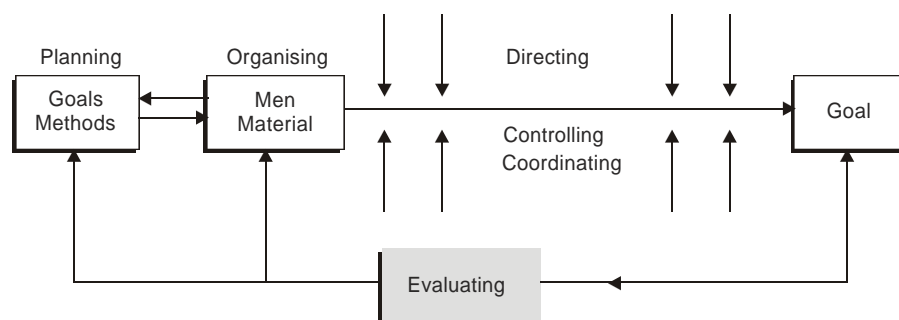 Planning
Organising
Directing
Goals
Methods
Men
Material
Goal
Controlling
Coordinating
Evaluating